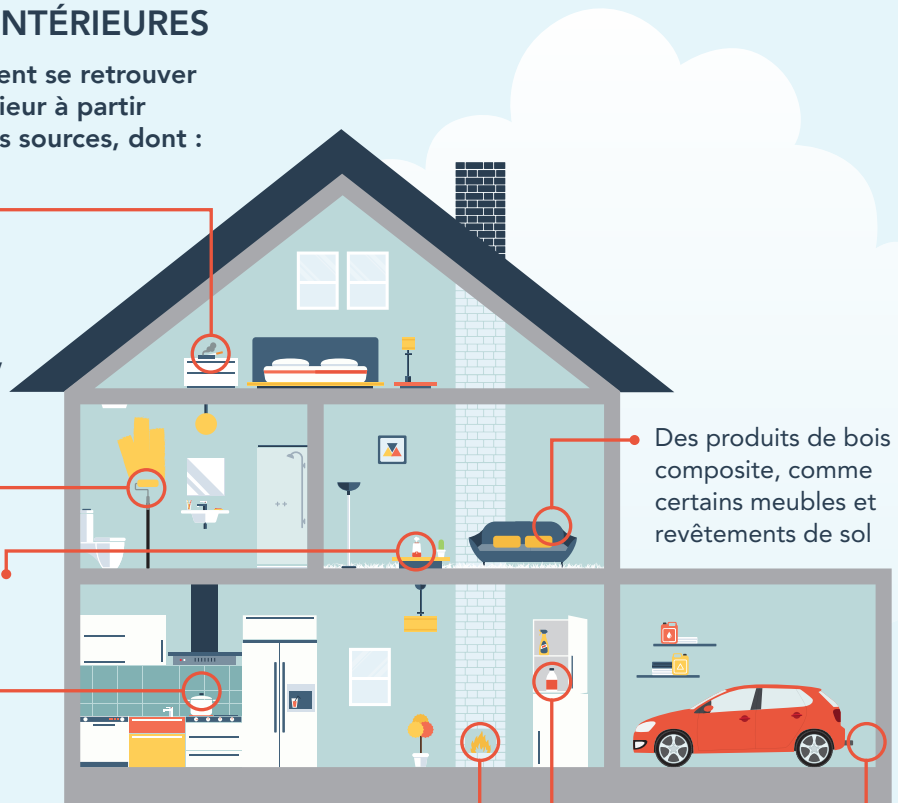 NTÉRIEURES
ent se retrouver
ieur à partir
s sources, dont :
Des produits de bois
composite, comme
certains meubles et
revêtements de sol